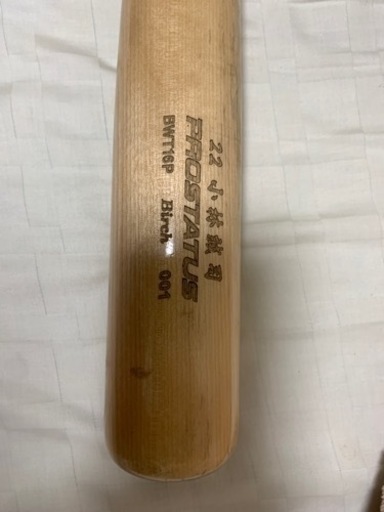 22 小林誠司
PROSTATUS
BWT16P Birch 001